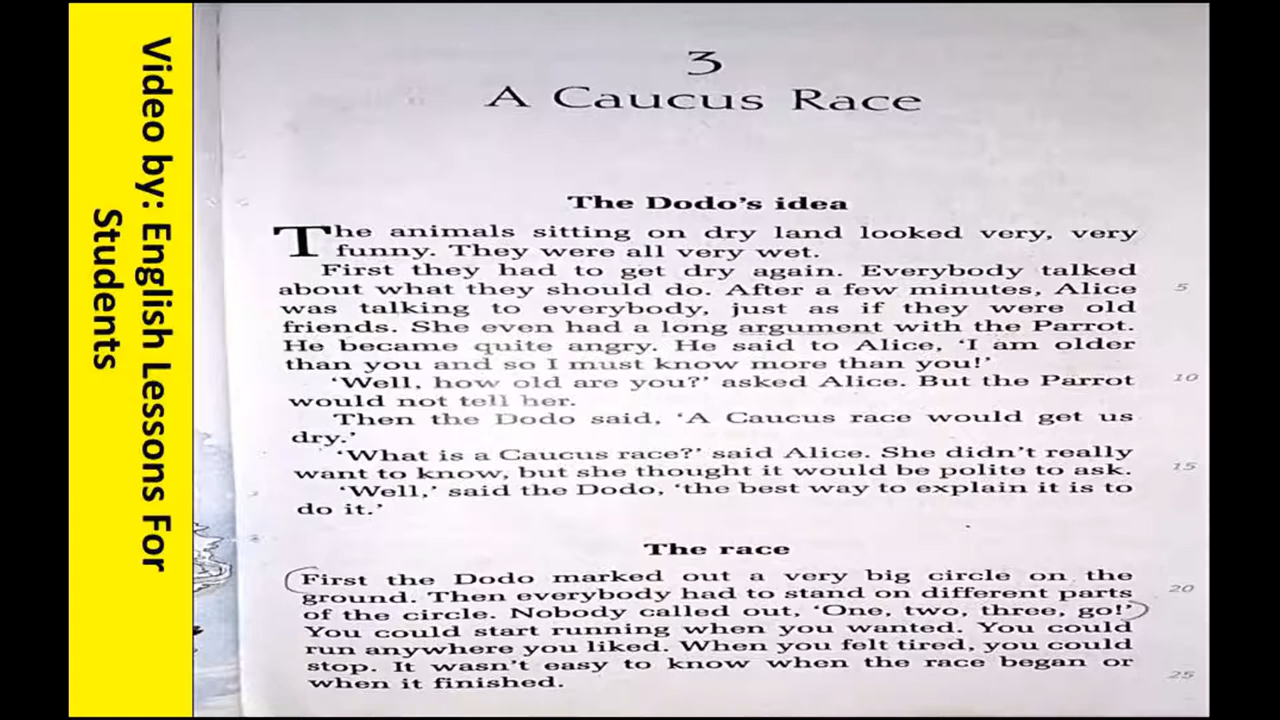 Video by: English Lessons For
Students
3
A Caucus Race
The Dodo's idea
The animals sitting on dry land looked very, very
funny. They were all very wet.
First they had to get dry again. Everybody talked
about what they should do. After a few minutes, Alice
5
was talking to everybody, just as if they were old
friends. She even had a long argument with the Parrot.
He became quite angry. He said to Alice, 'I am older
than you and so I must know more than you!'
'Well, how old are you?' asked Alice. But the Parrot
10
would not tell her.
Then the Dodo said, 'A Caucus race would get us
dry.'
'What is a Caucus race?' said Alice. She didn't really
want to know, but she thought it would be polite to ask.
15
'Well,' said the Dodo, 'the best way to explain it is to
do it.'
The race
First the Dodo marked out a very big circle on the
ground. Then everybody had to stand on different parts
20
of the circle. Nobody called out, 'One, two, three, go!'
You could start running when you wanted. You could
run anywhere you liked. When you felt tired, you could
stop. It wasn't easy to know when the race began or
when it finished.
25